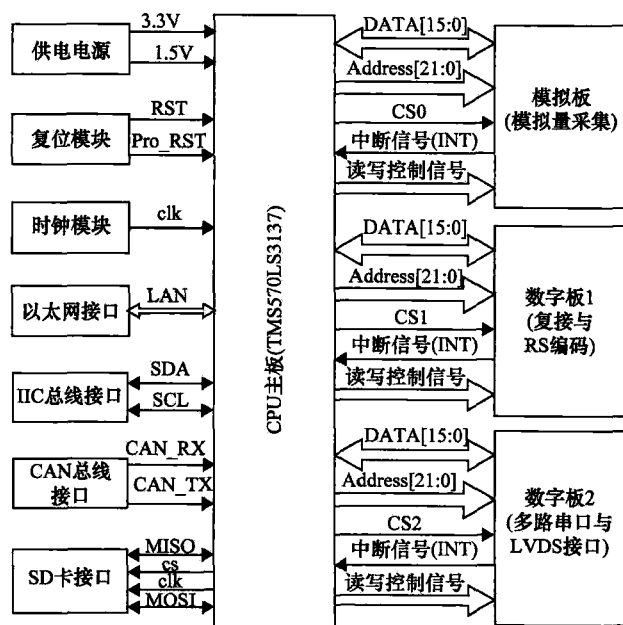 供电电源
3.3V
1.5V
复位模块
RST
Pro_RST
时钟模块
clk
以太网接口
LAN
IIC总线接口
SDA
SCL
CAN总线
接口
CAN_RX
CAN_TX
SD卡接口
MISO
cs
clk
MOSI
CPU主板(TMS570LS3137)
DATA[15:0]
Address[21:0]
CS0
中断信号(INT)
读写控制信号
模拟板
(模拟量采集)
DATA[15:0]
Address[21:0]
CS1
中断信号(INT)
读写控制信号
数字板1
(复接与
RS编码)
DATA[15:0]
Address[21:0]
CS2
中断信号(INT)
读写控制信号
数字板2
(多路串口与
LVDS接口)